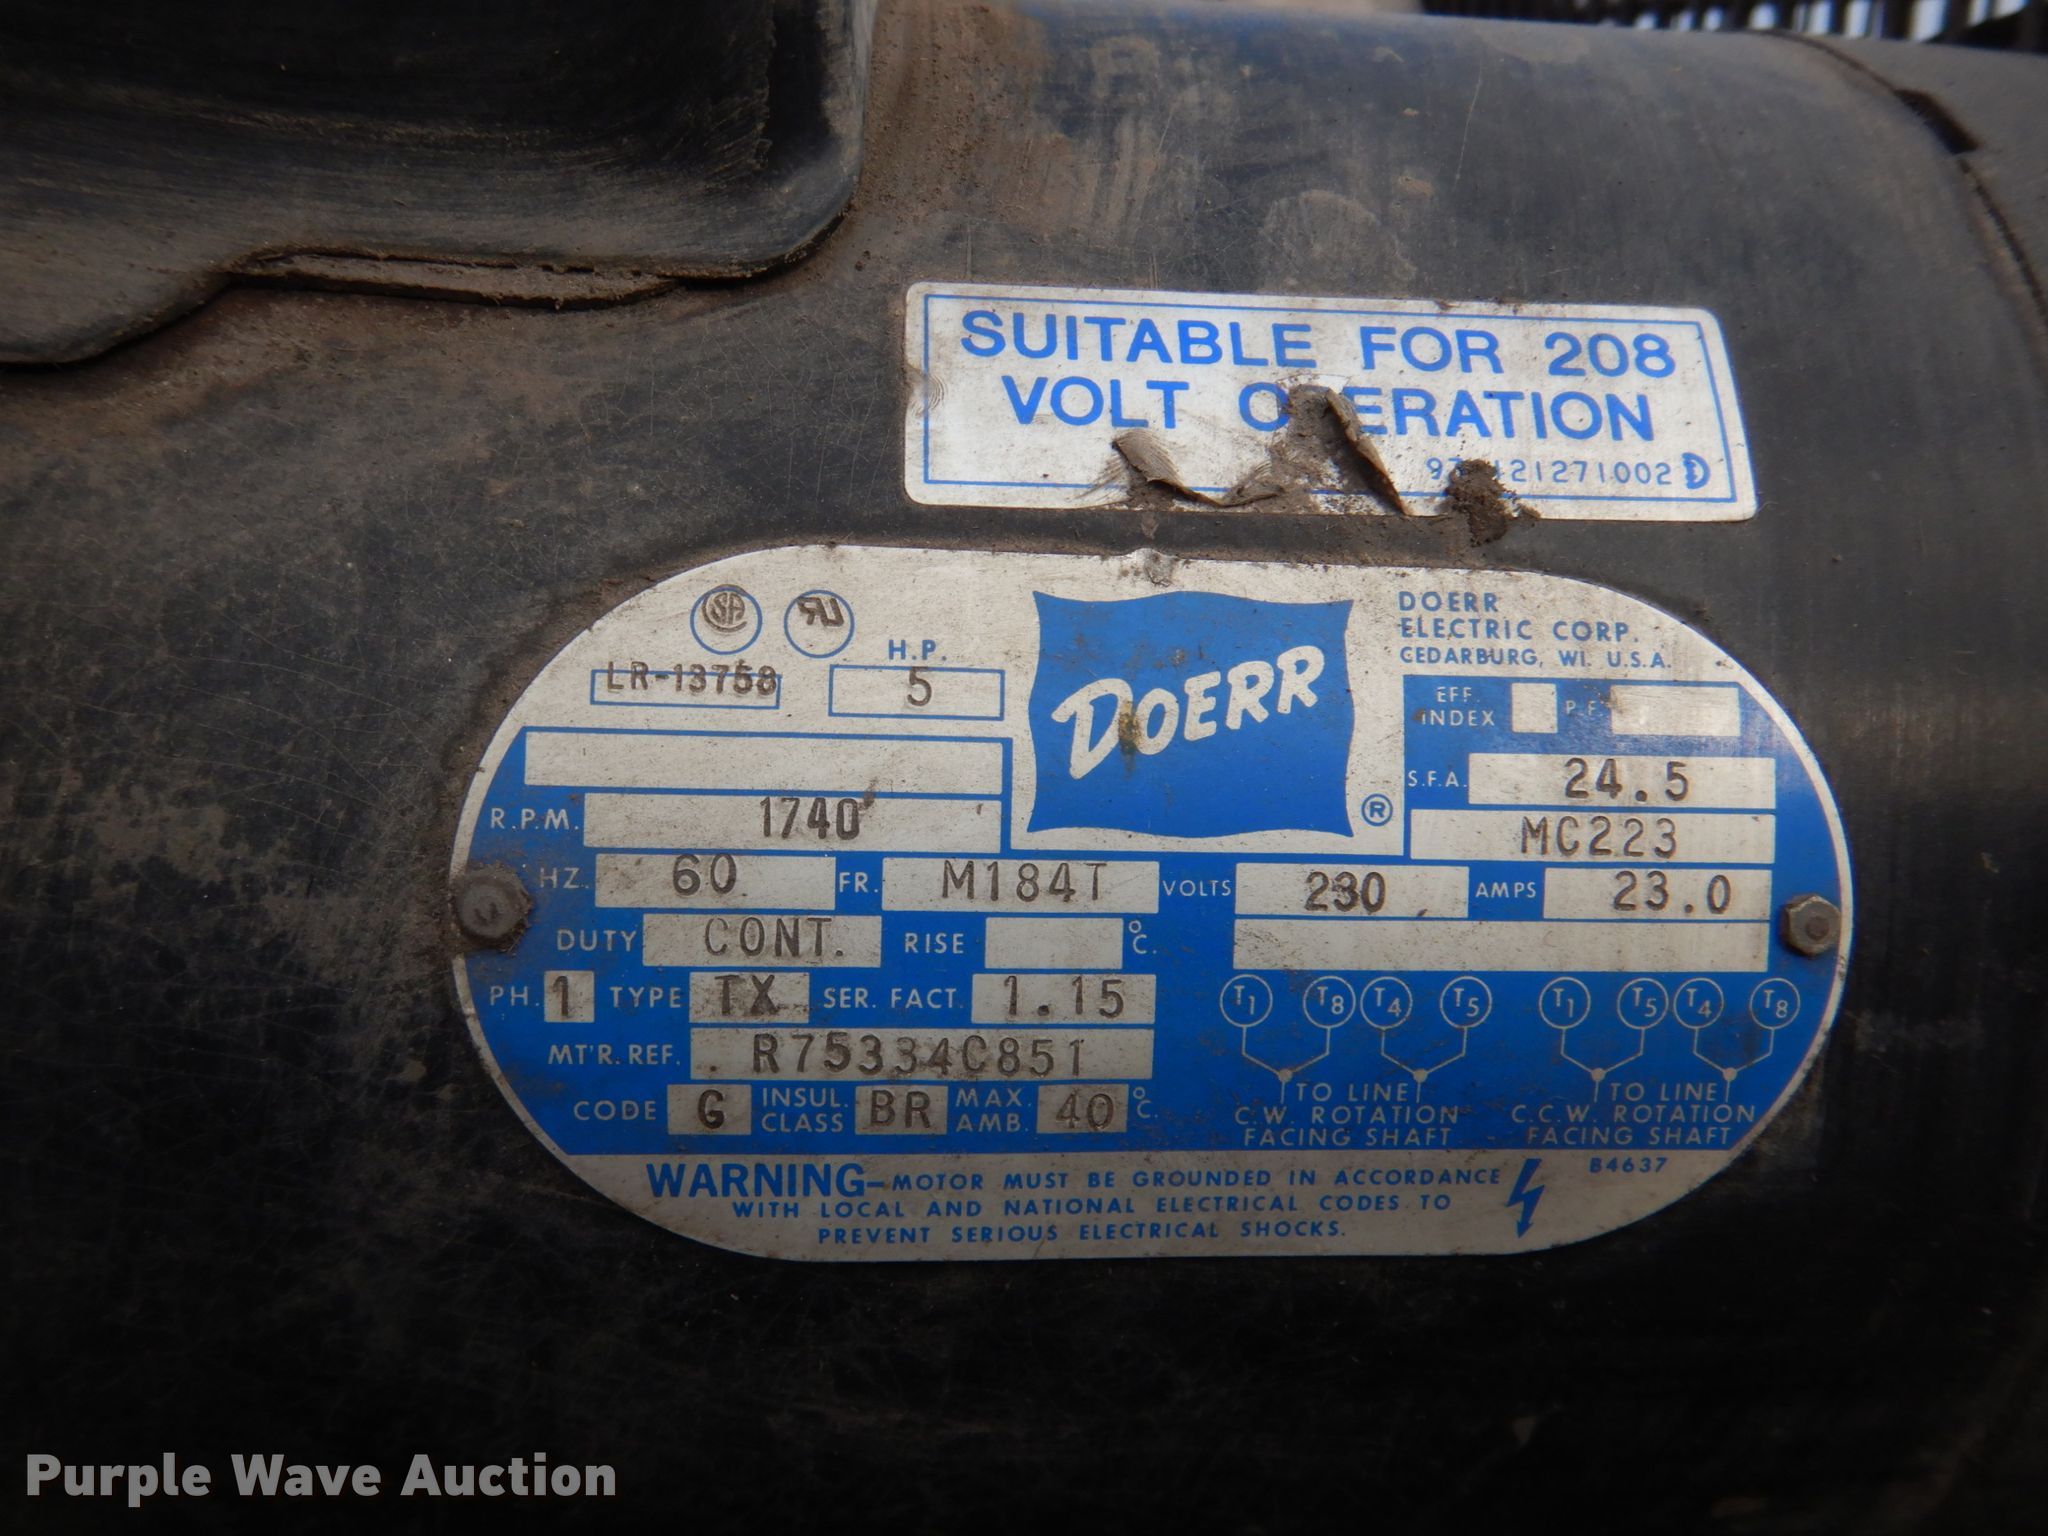 SUITABLE FOR 208
VOLT OPERATION
LR-13758
H.P.
5
DOERR
DOERR
ELECTRIC CORP.
CEDARBURG, WI. U.S.A.
EFF.
INDEX
P.F.
S.F.A. 24.5
R.P.M. 1740
®
MC223
HZ. 60 FR. M184T VOLTS 230 AMPS 23.0
DUTY CONT. RISE °C.
PH. 1 TYPE TX SER. FACT. 1.15
T1 T8 T4 T5 T1 T5 T4 T8
MT'R. REF. R75334C851
CODE G INSUL. CLASS BR MAX. AMB. 40 °C.
TO LINE
C.W. ROTATION
FACING SHAFT
TO LINE
C.C.W. ROTATION
FACING SHAFT
B4637
WARNING–MOTOR MUST BE GROUNDED IN ACCORDANCE
WITH LOCAL AND NATIONAL ELECTRICAL CODES TO
PREVENT SERIOUS ELECTRICAL SHOCKS.
Purple Wave Auction